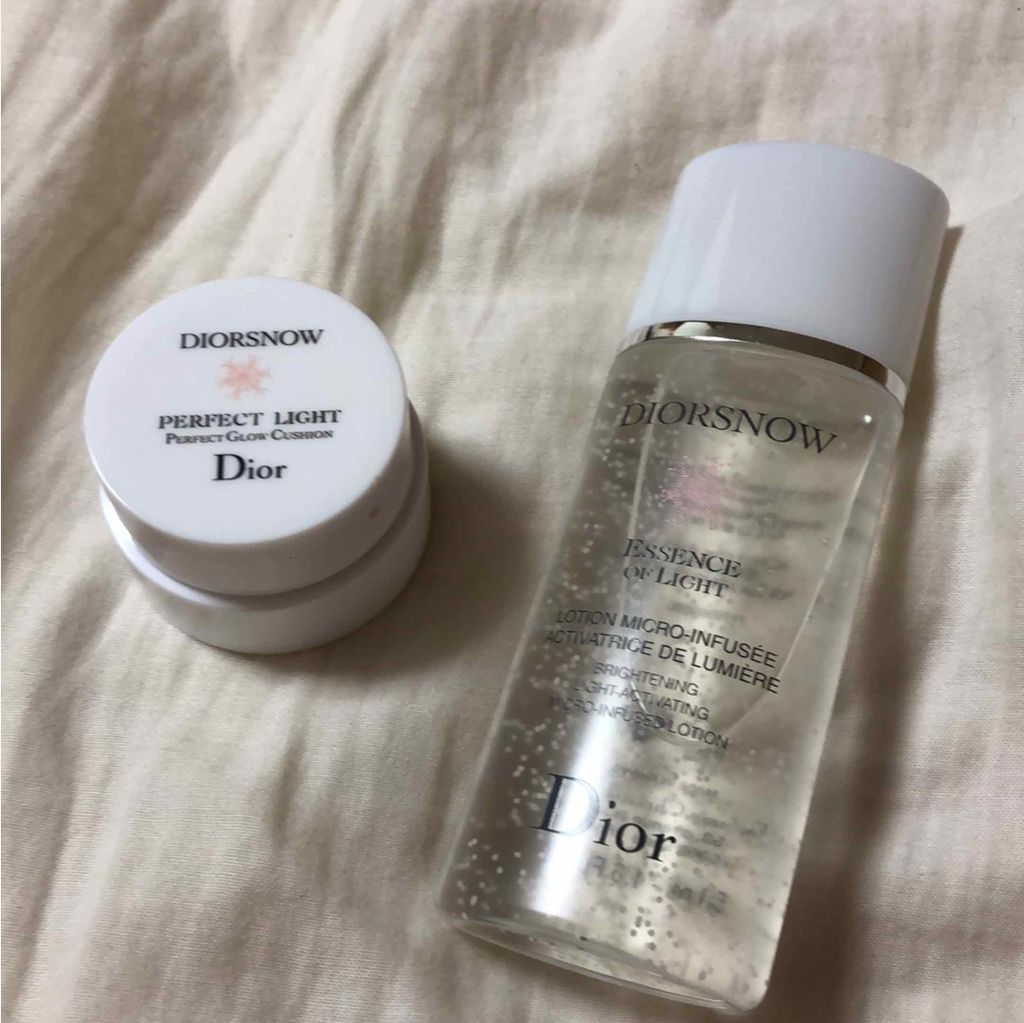 DIORSNOW
PERFECT LIGHT
PERFECT GLOW CUSHION
Dior
DIORSNOW
ESSENCE
OF LIGHT
LOTION MICRO-INFUSÉE
ACTIVATRICE DE LUMIÈRE
BRIGHTENING
LIGHT-ACTIVATING
MICRO-INFUSED LOTION
Dior